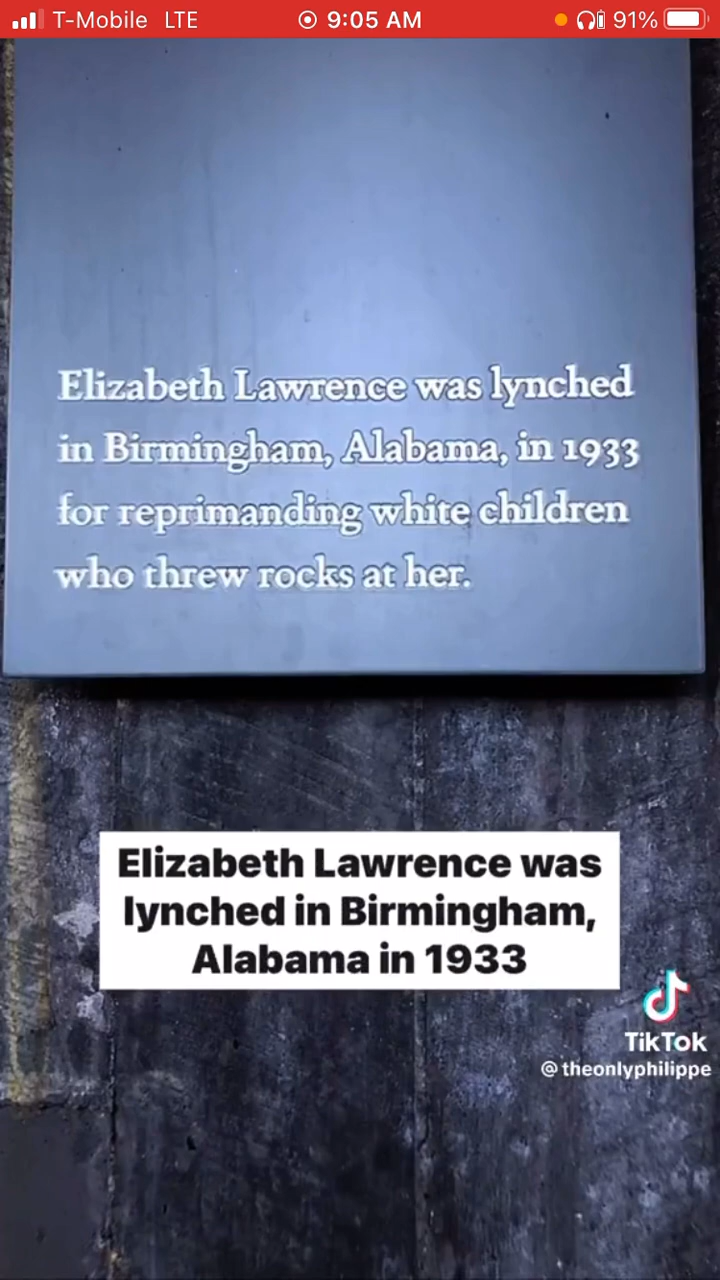 T-Mobile LTE 9:05 AM 91%
Elizabeth Lawrence was lynched
in Birmingham, Alabama, in 1933
for reprimanding white children
who threw rocks at her.
Elizabeth Lawrence was
lynched in Birmingham,
Alabama in 1933
TikTok
@theonlyphilippe